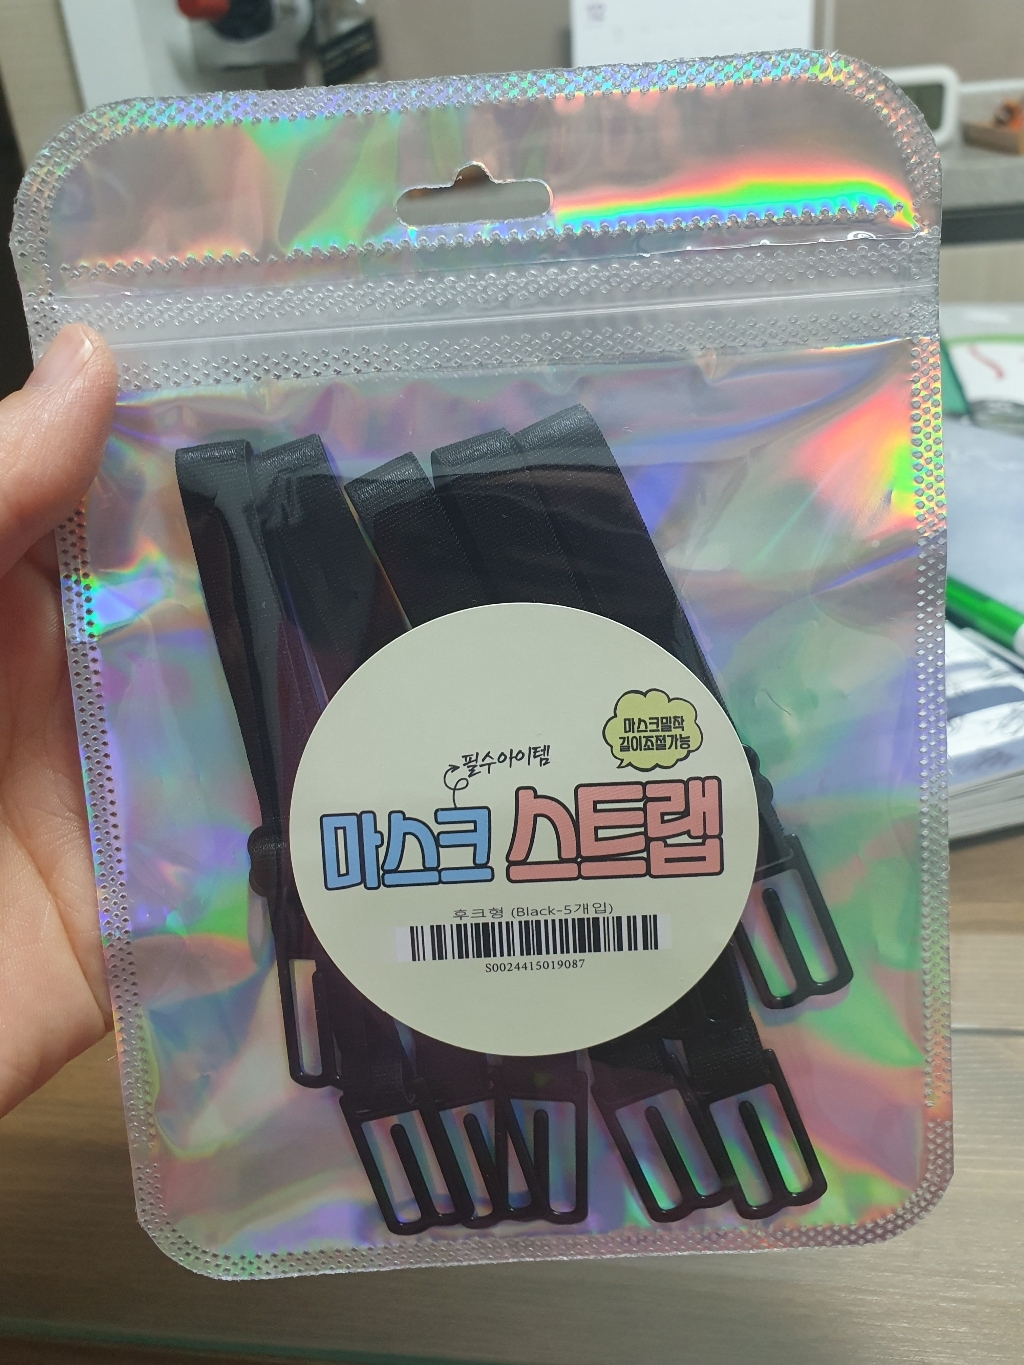 마스크밀착
길이조절가능
필수아이템
마스크 스트랩
후크형 (Black-5개입)
S0024415019087